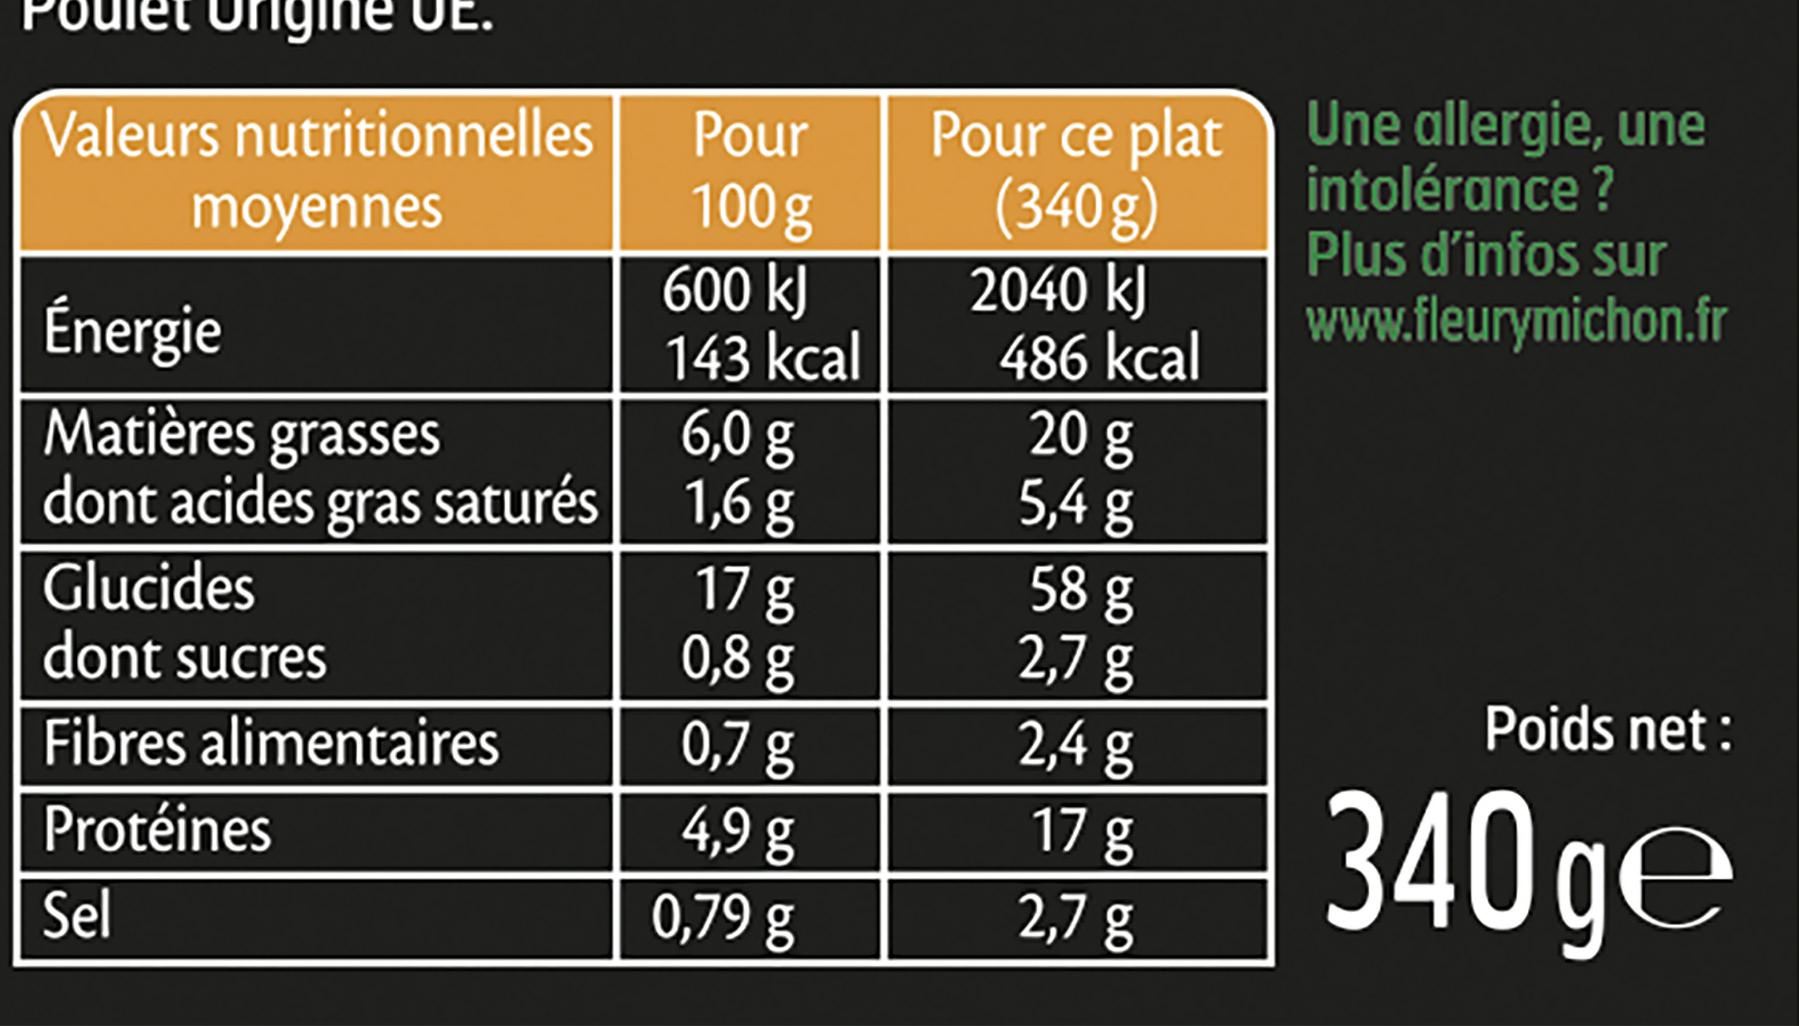 Poulet Origine UE.
Valeurs nutritionnelles moyennes | Pour 100 g | Pour ce plat (340 g)
Énergie | 600 kJ 143 kcal | 2040 kJ 486 kcal
Matières grasses | 6,0 g | 20 g
dont acides gras saturés | 1,6 g | 5,4 g
Glucides | 17 g | 58 g
dont sucres | 0,8 g | 2,7 g
Fibres alimentaires | 0,7 g | 2,4 g
Protéines | 4,9 g | 17 g
Sel | 0,79 g | 2,7 g
Une allergie, une
intolérance ?
Plus d'infos sur
www.fleurymichon.fr
Poids net :
340 g e